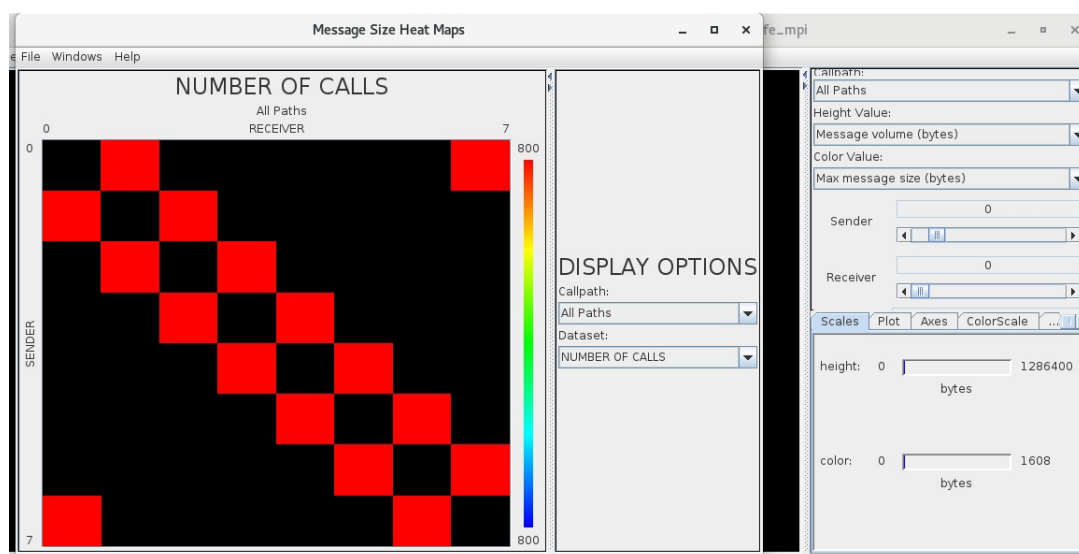 Message Size Heat Maps
fe_mpi
e File Windows Help
NUMBER OF CALLS
All Paths
0 RECEIVER 7
0
800
SENDER
7
800
DISPLAY OPTIONS
Callpath:
All Paths
Dataset:
NUMBER OF CALLS
Callpath:
All Paths
Height Value:
Message volume (bytes)
Color Value:
Max message size (bytes)
Sender 0
Receiver 0
Scales Plot Axes ColorScale ...
height: 0 1286400
bytes
color: 0 1608
bytes